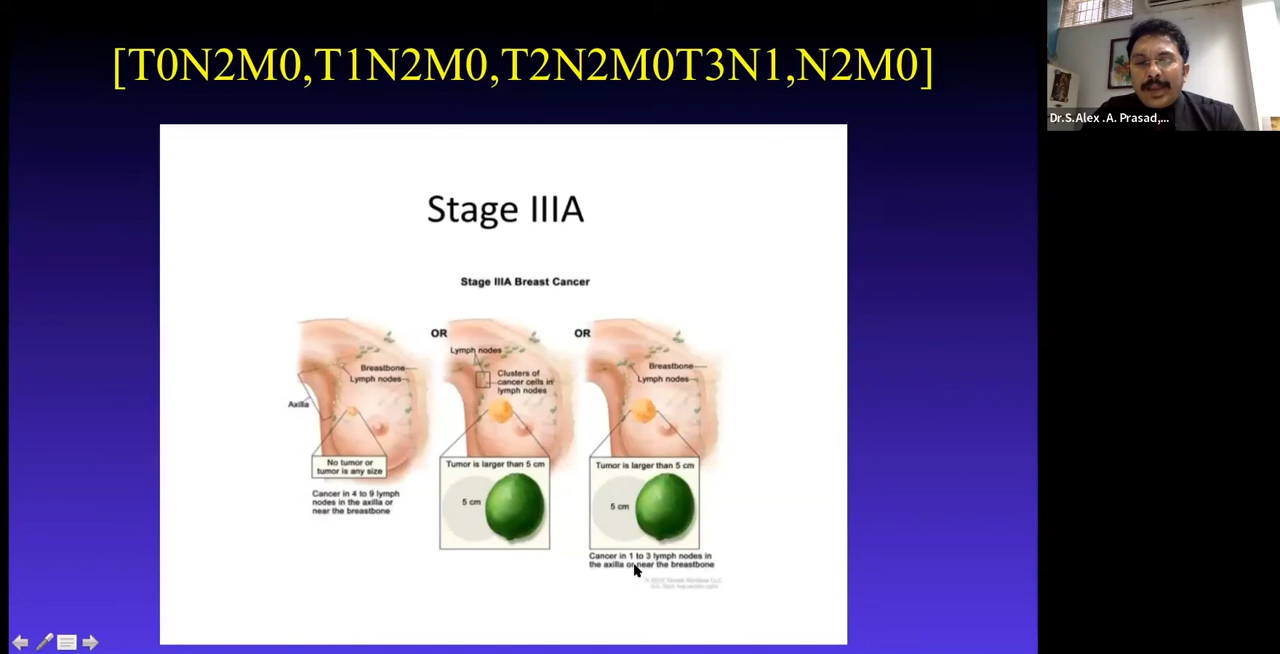 [T0N2M0,T1N2M0,T2N2M0T3N1,N2M0]
Dr.S.Alex .A. Prasad,...
Stage IIIA
Stage IIIA Breast Cancer
Breastbone
Lymph nodes
Axilla
No tumor or
tumor is any size
Cancer in 4 to 9 lymph
nodes in the axilla or
near the breastbone
OR
Lymph nodes
Clusters of
cancer cells in
lymph nodes
Tumor is larger than 5 cm
5 cm
OR
Breastbone
Lymph nodes
Tumor is larger than 5 cm
5 cm
Cancer in 1 to 3 lymph nodes in
the axilla or near the breastbone